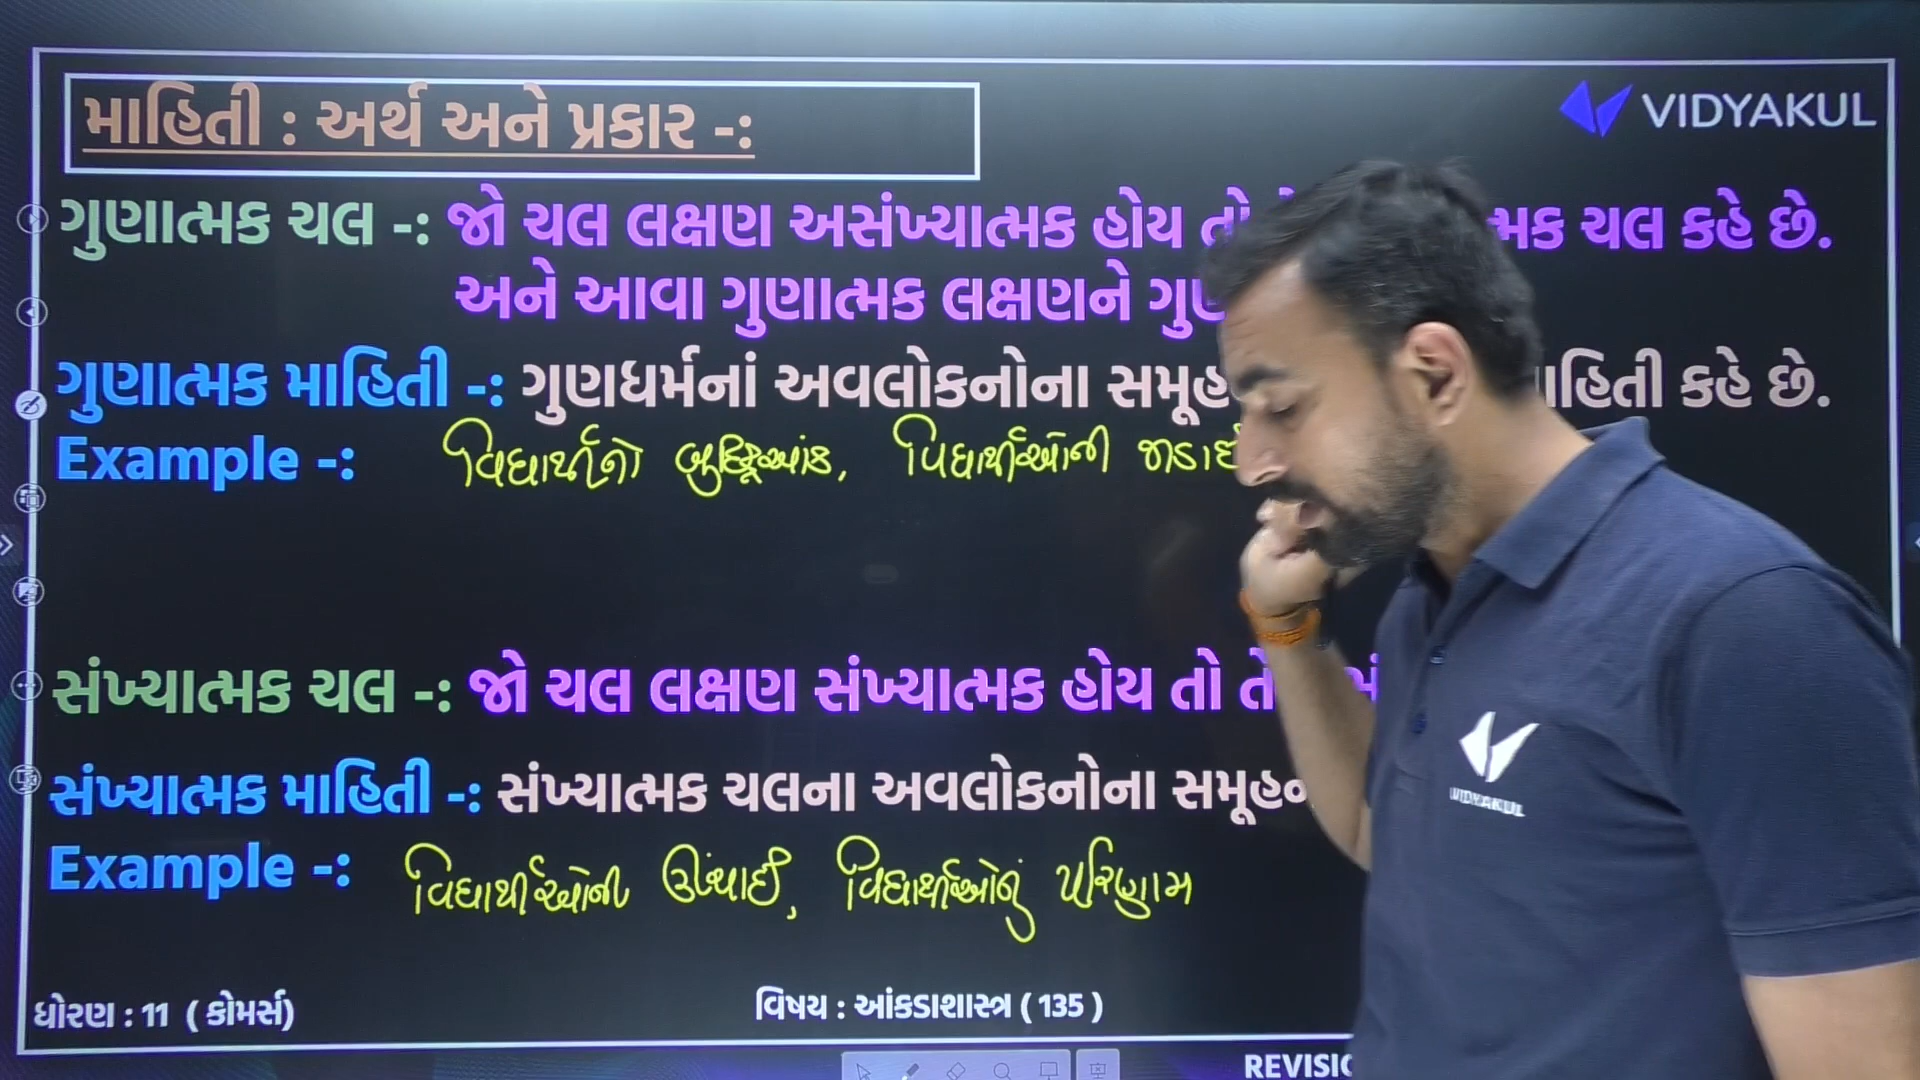 માહિતી : અર્થ અને પ્રકાર -:
VIDYAKUL
ગુણાત્મક ચલ -: જો ચલ લક્ષણ અસંખ્યાત્મક હોય તો ચલ કહે છે.
અને આવા ગુણાત્મક લક્ષણને
ગુણાત્મક માહિતી -: ગુણધર્મનાં અવલોકનોના કહે છે.
Example -: વિદ્યાર્થીનો બુદ્ધિઆંક, વિદ્યાર્થીઓની
સંખ્યાત્મક ચલ -: જો ચલ લક્ષણ સંખ્યાત્મક હોય તો
સંખ્યાત્મક માહિતી -: સંખ્યાત્મક ચલના અવલોકનોના
Example -: વિદ્યાર્થીઓની ઊંચાઈ, વિદ્યાર્થીઓનું પરિણામ
VIDYAKUL
ધોરણ : 11 ( કોમર્સ)
વિષય : આંકડાશાસ્ત્ર ( 135 )